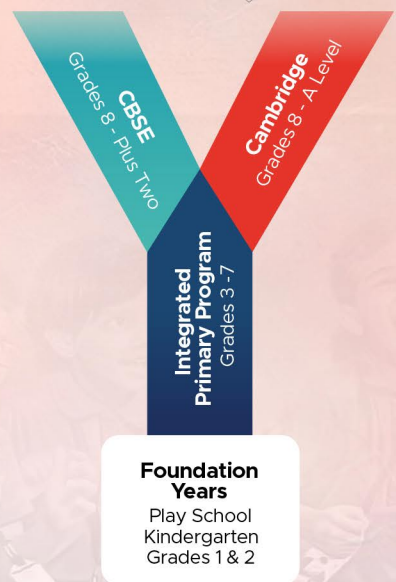 CBSE
Grades 8 - Plus Two
Cambridge
Grades 8 - A Level
Integrated
Primary Program
Grades 3 -7
Foundation
Years
Play School
Kindergarten
Grades 1 & 2